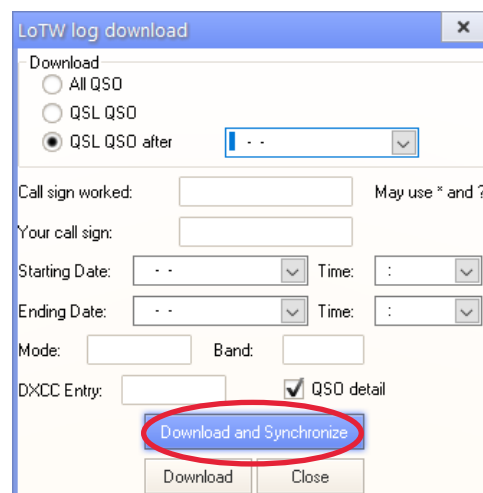 LoTW log download
Download
All QSO
QSL QSO
QSL QSO after - -
Call sign worked: May use * and ?
Your call sign:
Starting Date: - - Time: :
Ending Date: - - Time: :
Mode: Band:
DXCC Entry: QSO detail
Download and Synchronize
Download Close